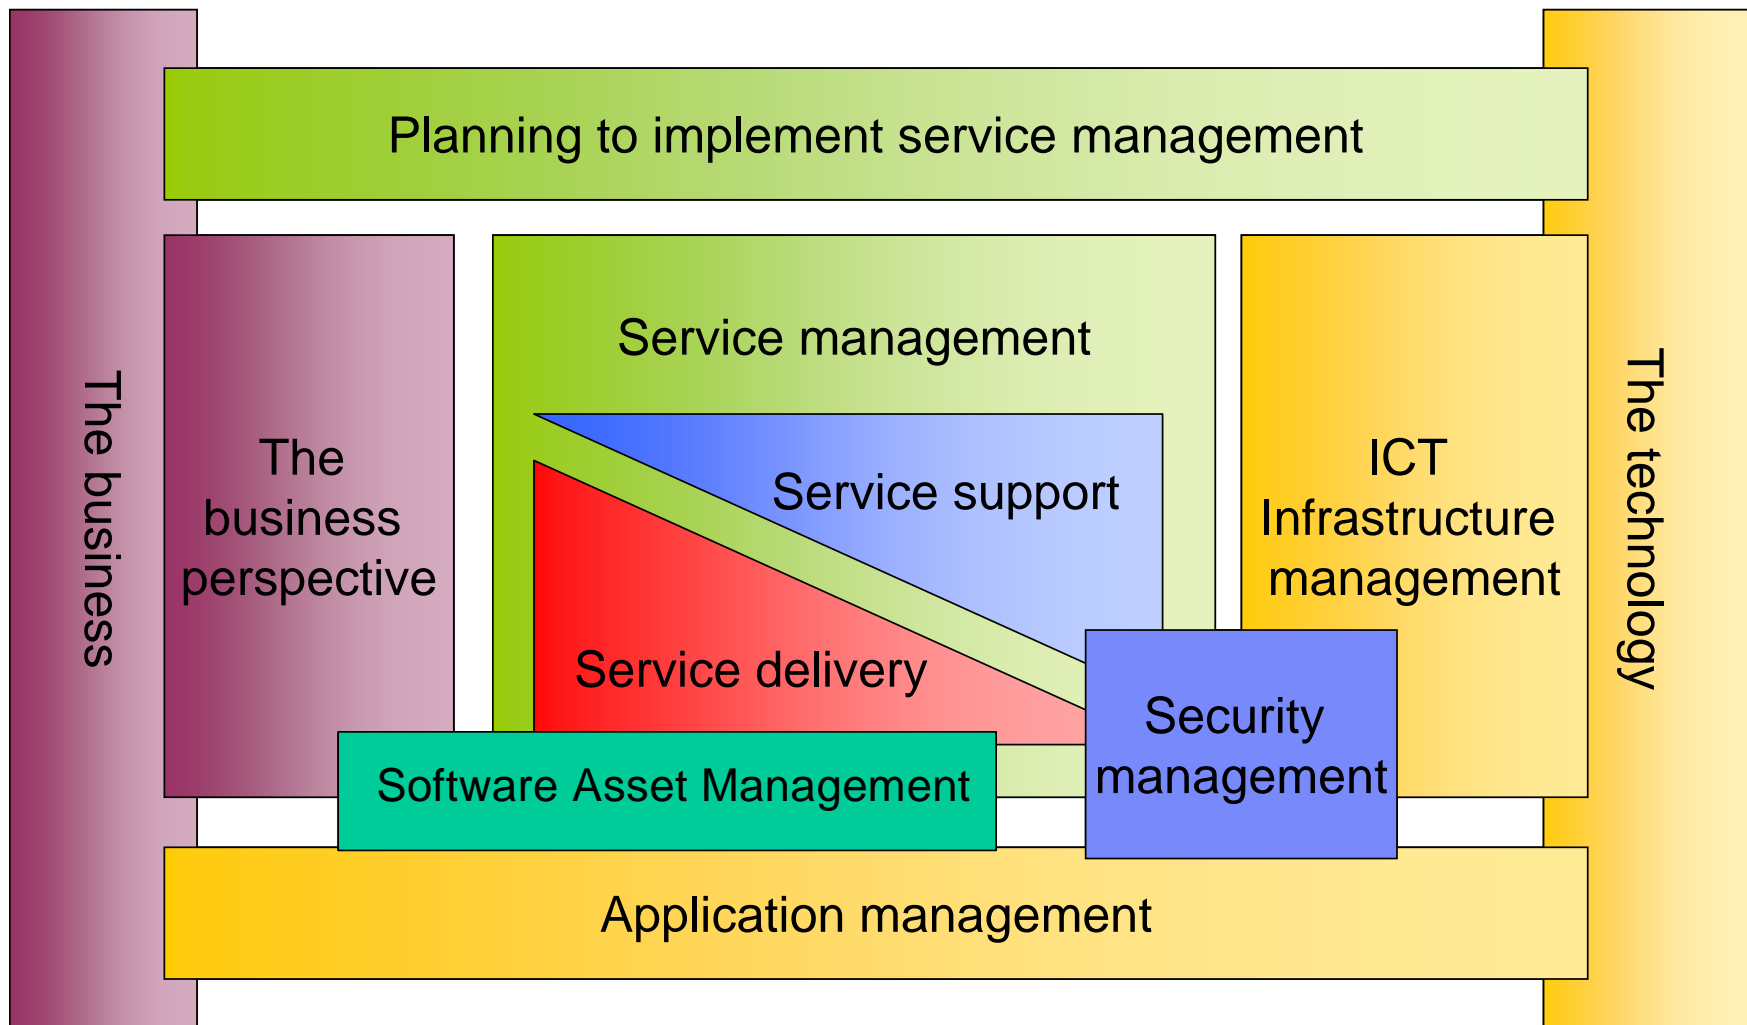 Planning to implement service management
The business
The
business
perspective
Service management
Service support
Service delivery
ICT
Infrastructure
management
The technology
Security
management
Software Asset Management
Application management